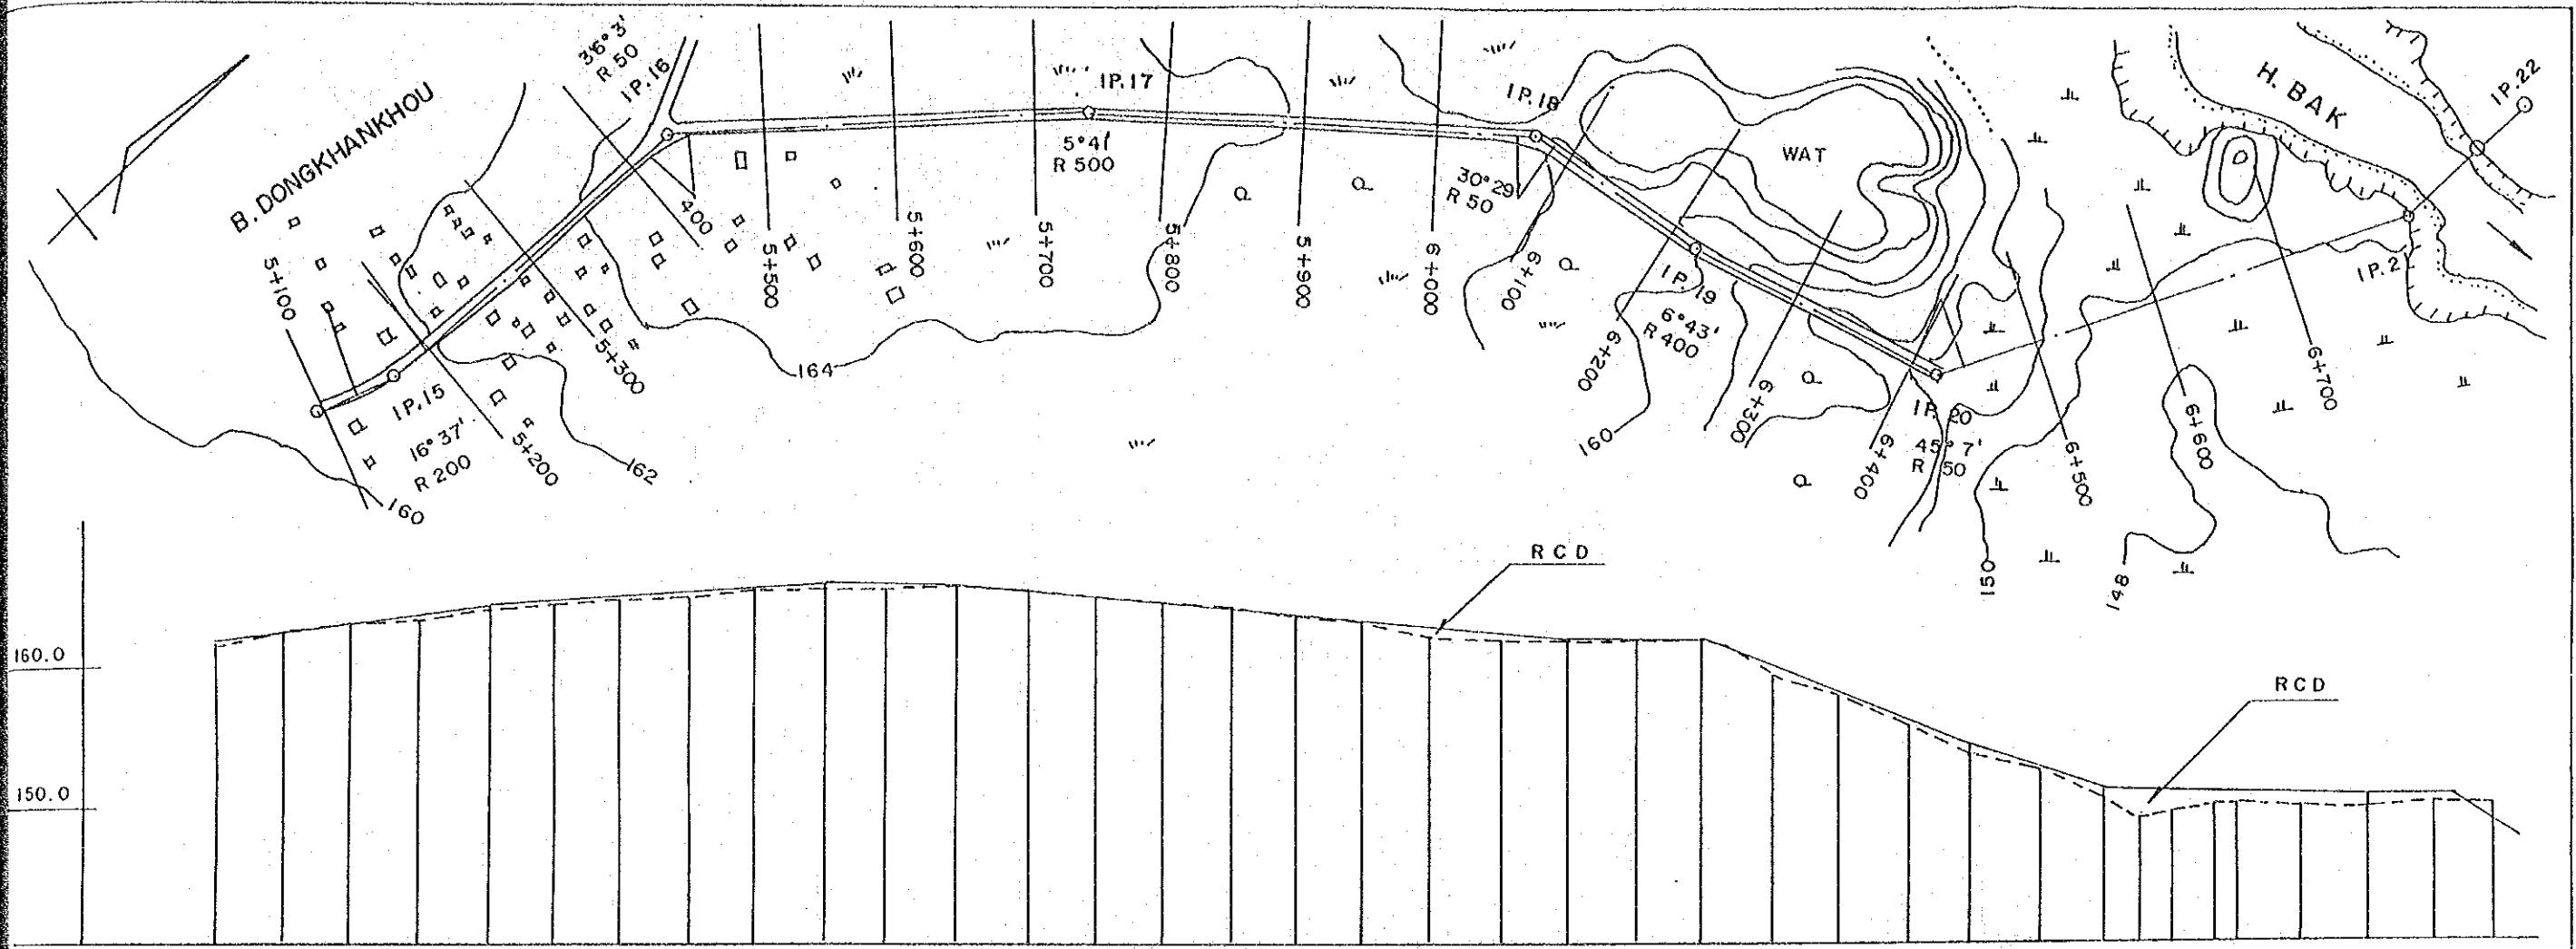 B. DONGKHANKHOU
36°3'
R 50
IP.16
IP.17
5°41'
R 500
IP.18
30°29'
R 50
WAT
H. BAK
IP.22
IP.2
IP.19
6°43'
R 400
IP.20
45°7'
R 50
IP.15
16°37'
R 200
5+100
5+200
5+300
400
5+500
5+600
5+700
5+800
5+900
6+000
6+100
6+200
6+300
6+400
6+500
6+600
6+700
160
162
164
160
150
148
RCD
RCD
160.0
150.0